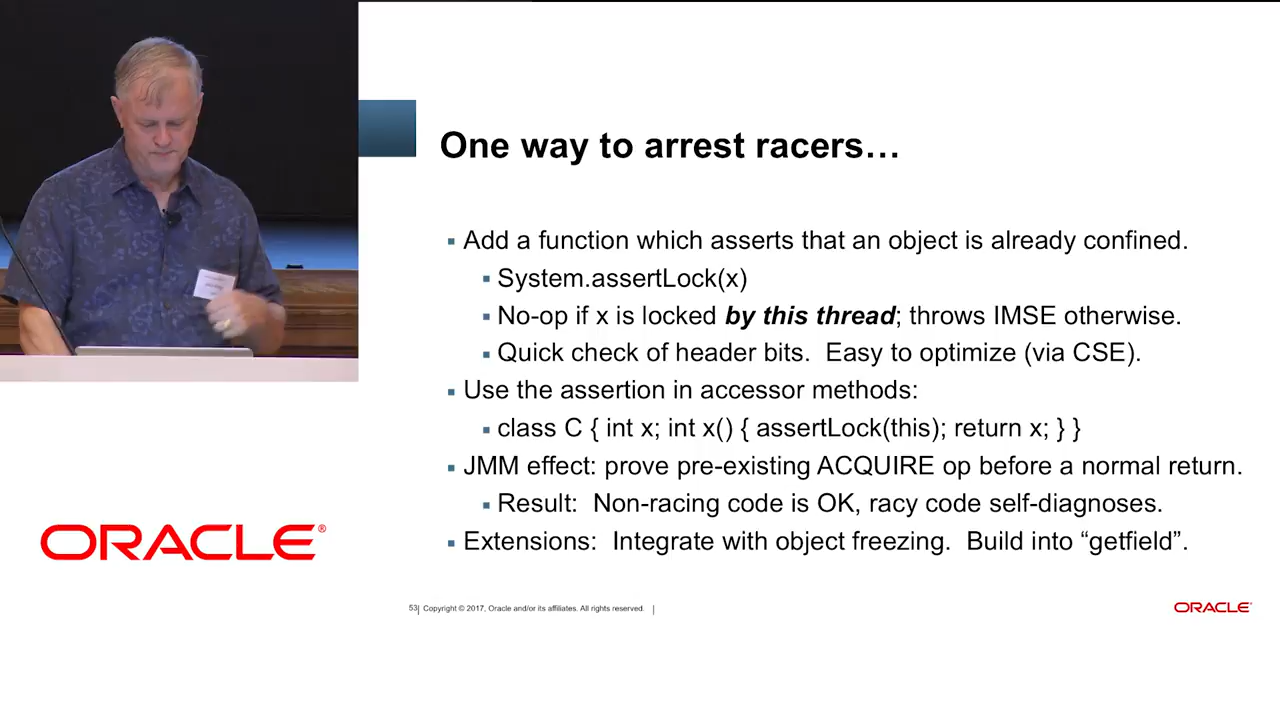 One way to arrest racers…
Add a function which asserts that an object is already confined.
System.assertLock(x)
No-op if x is locked by this thread; throws IMSE otherwise.
Quick check of header bits.  Easy to optimize (via CSE).
Use the assertion in accessor methods:
class C { int x; int x() { assertLock(this); return x; } }
JMM effect: prove pre-existing ACQUIRE op before a normal return.
Result:  Non-racing code is OK, racy code self-diagnoses.
Extensions:  Integrate with object freezing.  Build into “getfield”.
ORACLE®
53| Copyright © 2017, Oracle and/or its affiliates. All rights reserved. |
ORACLE®